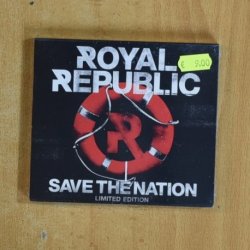 ROYAL
REPUBLIC
€ 9,00
R
SAVE THE NATION
LIMITED EDITION